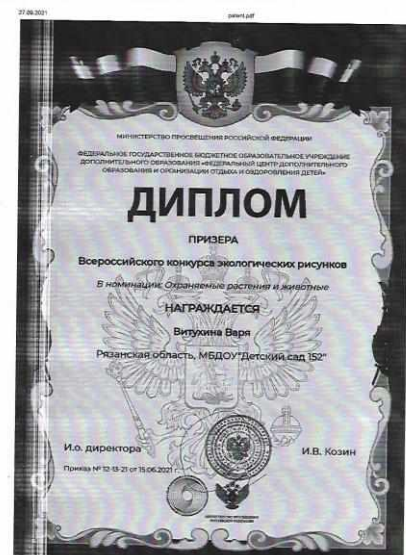 27.09.2021 patent.pdf
МИНИСТЕРСТВО ПРОСВЕЩЕНИЯ РОССИЙСКОЙ ФЕДЕРАЦИИ
ФЕДЕРАЛЬНОЕ ГОСУДАРСТВЕННОЕ БЮДЖЕТНОЕ ОБРАЗОВАТЕЛЬНОЕ УЧРЕЖДЕНИЕ
ДОПОЛНИТЕЛЬНОГО ОБРАЗОВАНИЯ «ФЕДЕРАЛЬНЫЙ ЦЕНТР ДОПОЛНИТЕЛЬНОГО
ОБРАЗОВАНИЯ И ОРГАНИЗАЦИИ ОТДЫХА И ОЗДОРОВЛЕНИЯ ДЕТЕЙ»
ДИПЛОМ
ПРИЗЕРА
Всероссийского конкурса экологических рисунков
В номинации: Охраняемые растения и животные
НАГРАЖДАЕТСЯ
Витухина Варя
Рязанская область, МБДОУ"Детский сад 152"
И.о. директора И.В. Козин
Приказ № 12-13-21 от 15.06.2021 г.